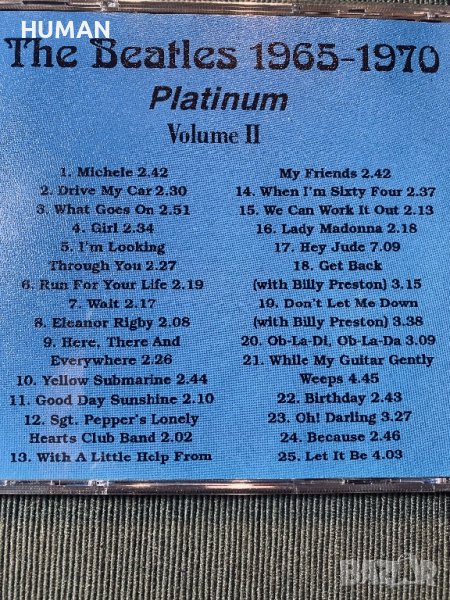 HUMAN
The Beatles 1965-1970
Platinum
Volume II
1. Michele 2.42
2. Drive My Car 2.30
3. What Goes On 2.51
4. Girl 2.34
5. I'm Looking
Through You 2.27
6. Run For Your Life 2.19
7. Wait 2.17
8. Eleanor Rigby 2.08
9. Here, There And
Everywhere 2.26
10. Yellow Submarine 2.44
11. Good Day Sunshine 2.10
12. Sgt. Pepper's Lonely
Hearts Club Band 2.02
13. With A Little Help From
My Friends 2.42
14. When I'm Sixty Four 2.37
15. We Can Work It Out 2.13
16. Lady Madonna 2.18
17. Hey Jude 7.09
18. Get Back
(with Billy Preston) 3.15
19. Don't Let Me Down
(with Billy Preston) 3.38
20. Ob-La-Di, Ob-La-Da 3.09
21. While My Guitar Gently
Weeps 4.45
22. Birthday 2.43
23. Oh! Darling 3.27
24. Because 2.46
25. Let It Be 4.03
BAZAR